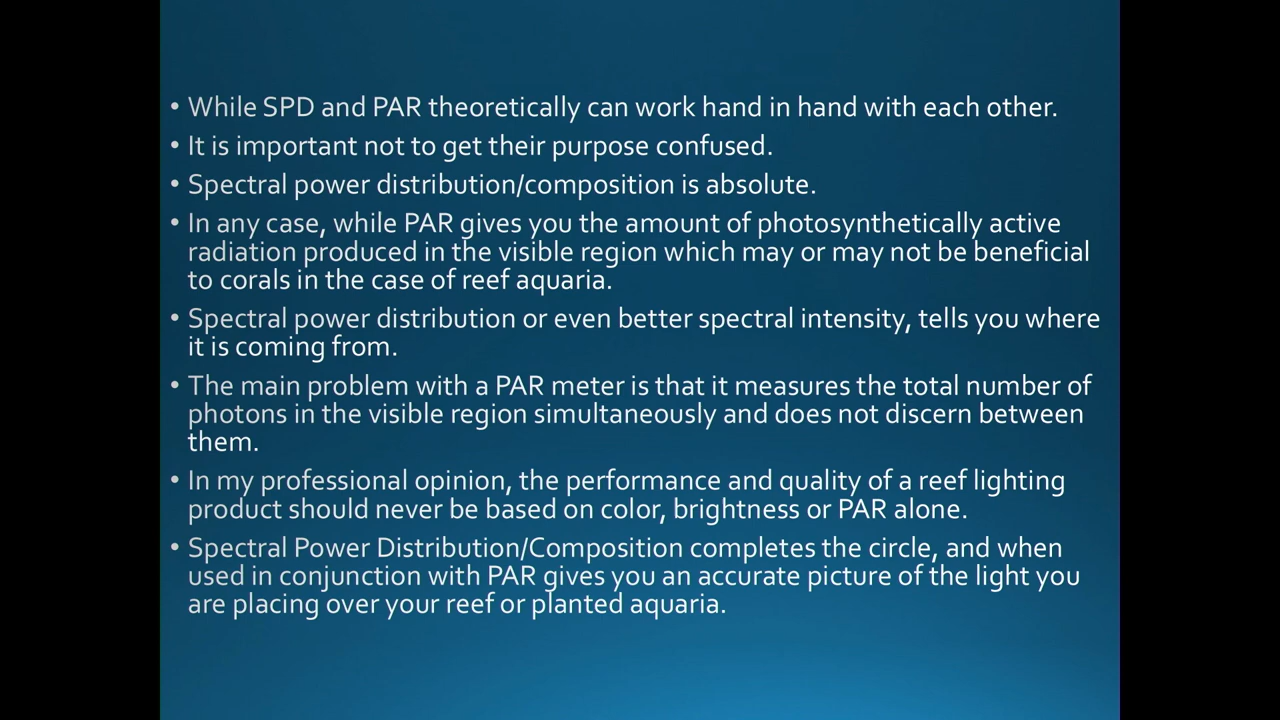 • While SPD and PAR theoretically can work hand in hand with each other.
• It is important not to get their purpose confused.
• Spectral power distribution/composition is absolute.
• In any case, while PAR gives you the amount of photosynthetically active
radiation produced in the visible region which may or may not be beneficial
to corals in the case of reef aquaria.
• Spectral power distribution or even better spectral intensity, tells you where
it is coming from.
• The main problem with a PAR meter is that it measures the total number of
photons in the visible region simultaneously and does not discern between
them.
• In my professional opinion, the performance and quality of a reef lighting
product should never be based on color, brightness or PAR alone.
• Spectral Power Distribution/Composition completes the circle, and when
used in conjunction with PAR gives you an accurate picture of the light you
are placing over your reef or planted aquaria.